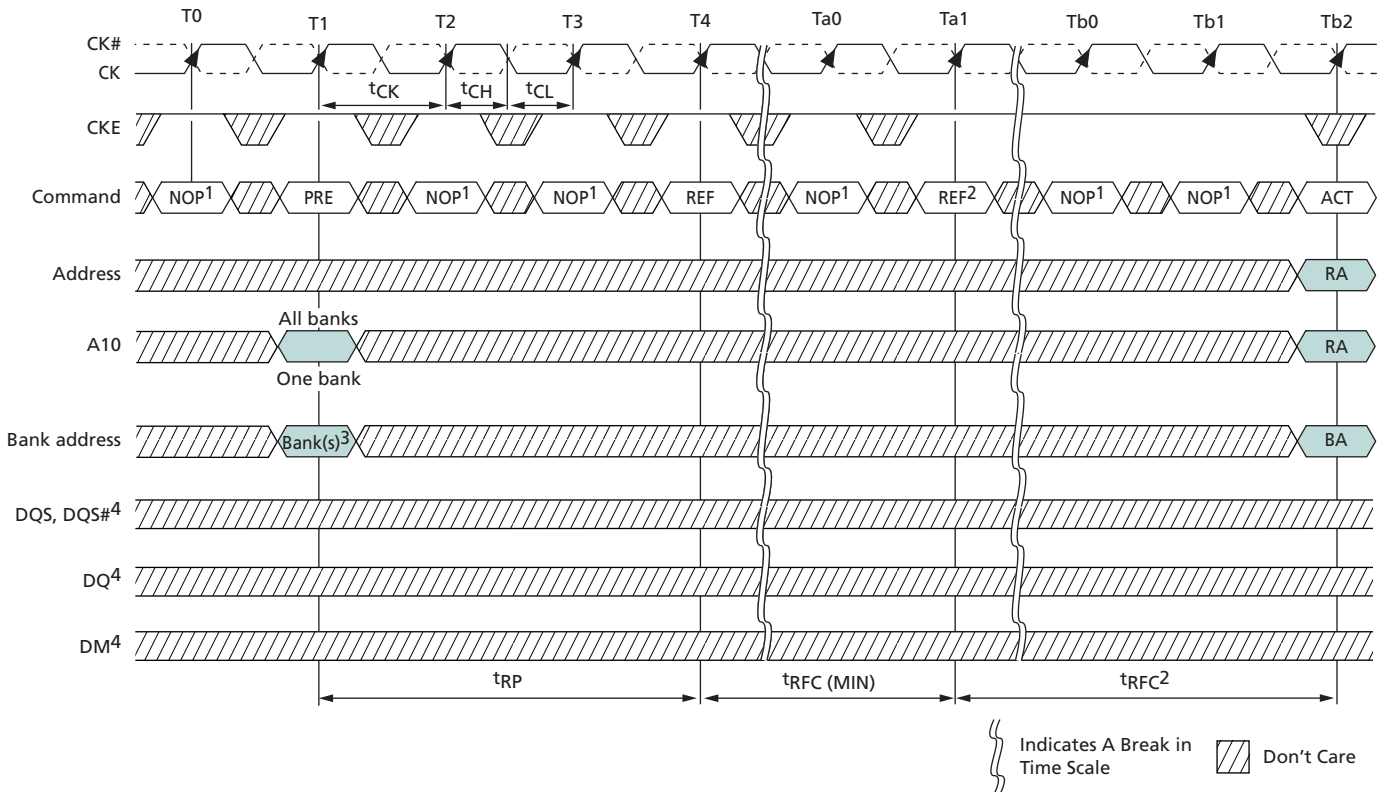 T0 T1 T2 T3 T4 Ta0 Ta1 Tb0 Tb1 Tb2
CK#
CK
tCK tCH tCL
CKE
Command NOP1 PRE NOP1 NOP1 REF NOP1 REF2 NOP1 NOP1 ACT
Address RA
All banks
A10 RA
One bank
Bank address Bank(s)3 BA
DQS, DQS#4
DQ4
DM4
tRP tRFC (MIN) tRFC2
Indicates A Break in
Time Scale
Don't Care